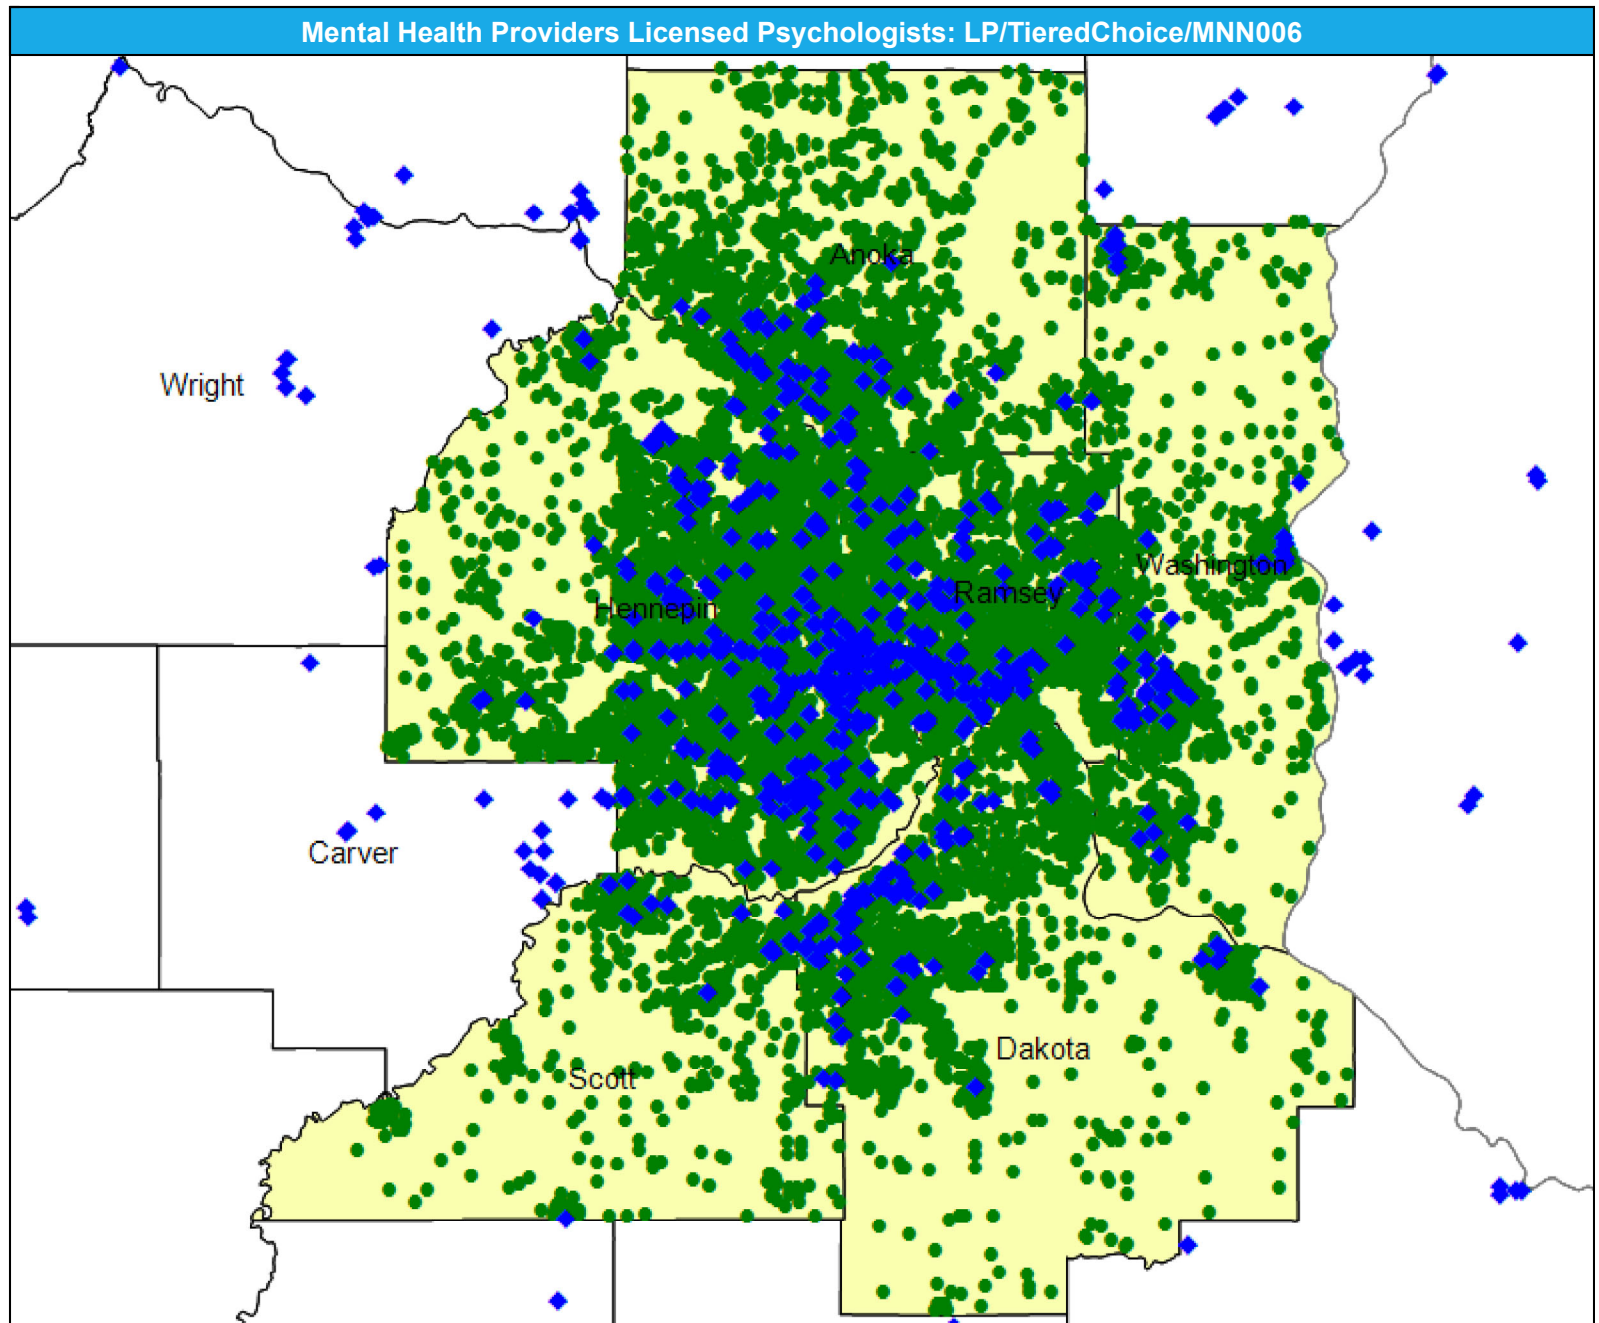 Mental Health Providers Licensed Psychologists: LP/TieredChoice/MNN006
Anoka
Wright
Washington
Ramsey
Hennepin
Carver
Dakota
Scott